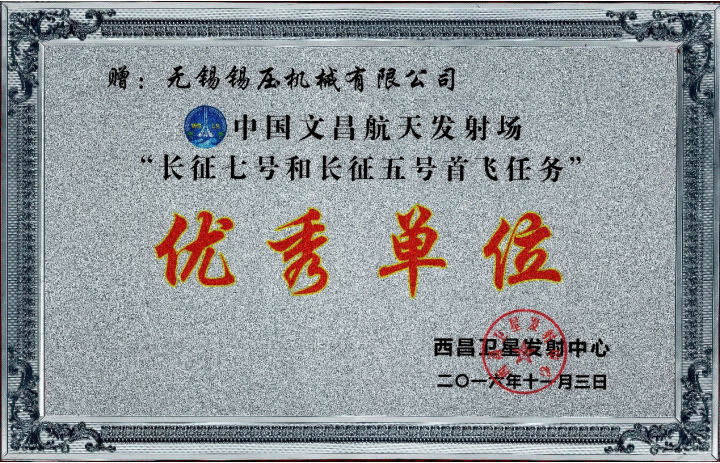 赠：无锡锡压机械有限公司
中国文昌航天发射场
“长征七号和长征五号首飞任务”
优秀单位
西昌卫星发射中心
二〇一六年十一月三日